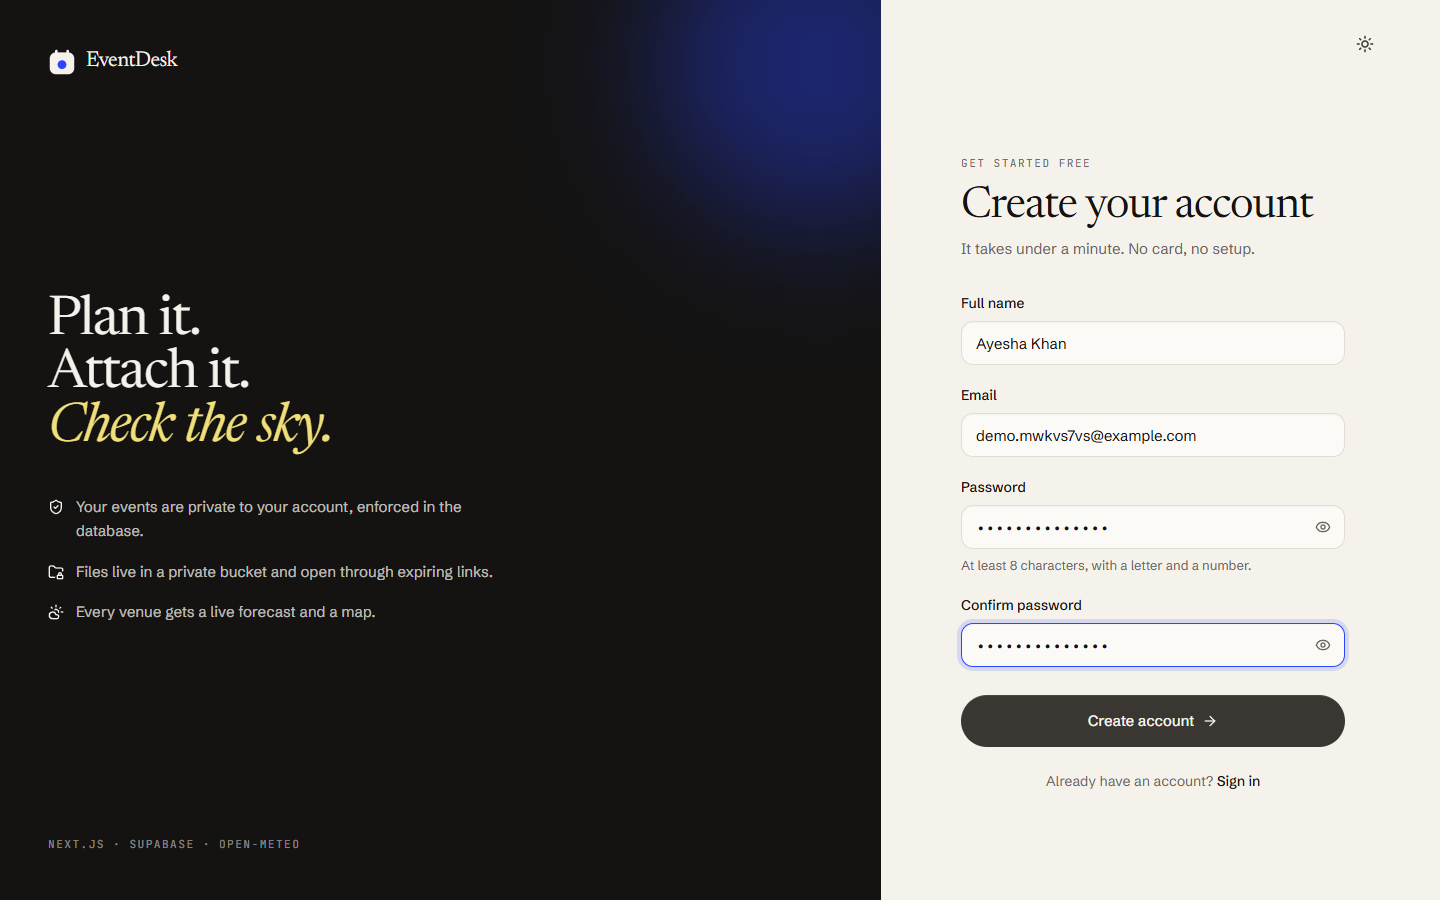 EventDesk
Plan it.
Attach it.
Check the sky.
Your events are private to your account, enforced in the
database.
Files live in a private bucket and open through expiring links.
Every venue gets a live forecast and a map.
NEXT.JS · SUPABASE · OPEN-METEO
GET STARTED FREE
Create your account
It takes under a minute. No card, no setup.
Full name
Ayesha Khan
Email
demo.mwkvs7vs@example.com
Password
••••••••••••••
At least 8 characters, with a letter and a number.
Confirm password
••••••••••••••
Create account →
Already have an account? Sign in